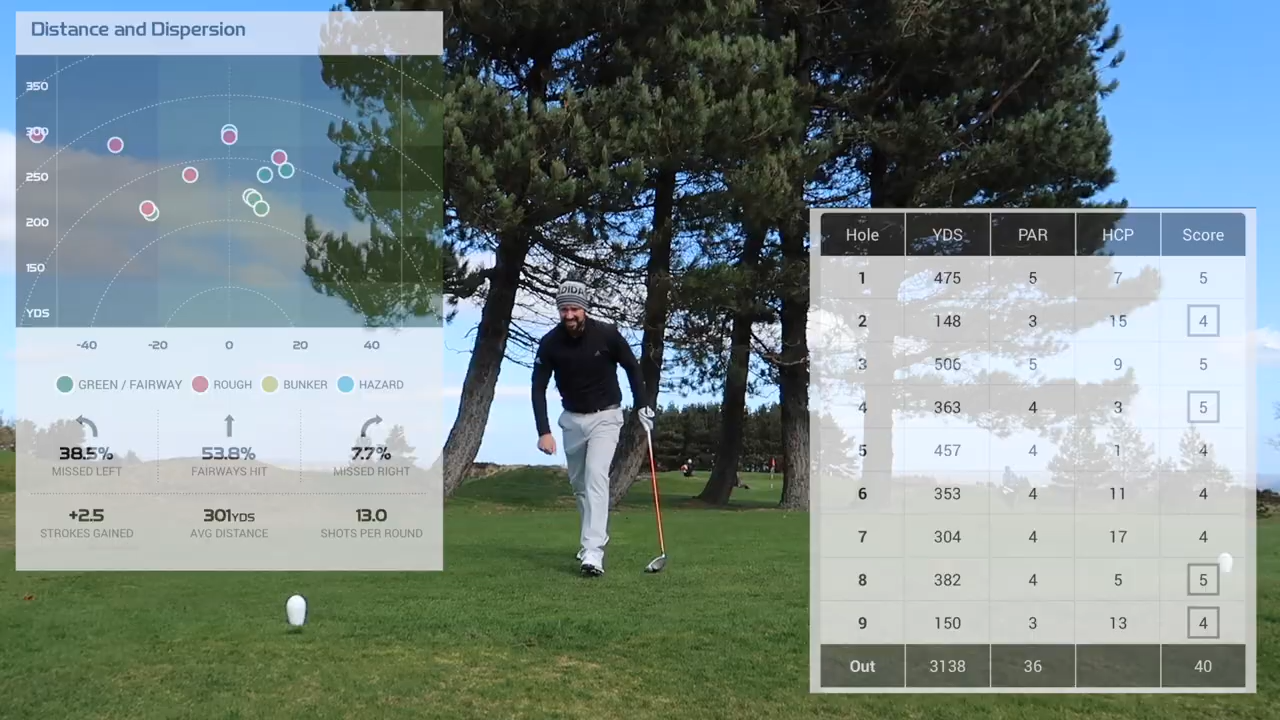 Distance and Dispersion
350
300
250
200
150
YDS
-40 -20 0 20 40
GREEN / FAIRWAY ROUGH BUNKER HAZARD
38.5% 53.8% 7.7%
MISSED LEFT FAIRWAYS HIT MISSED RIGHT
+2.5 301YDS 13.0
STROKES GAINED AVG DISTANCE SHOTS PER ROUND
Hole YDS PAR HCP Score
1 475 5 7 5
2 148 3 15 4
3 506 5 9 5
4 363 4 3 5
5 457 4 1 4
6 353 4 11 4
7 304 4 17 4
8 382 4 5 5
9 150 3 13 4
Out 3138 36 40